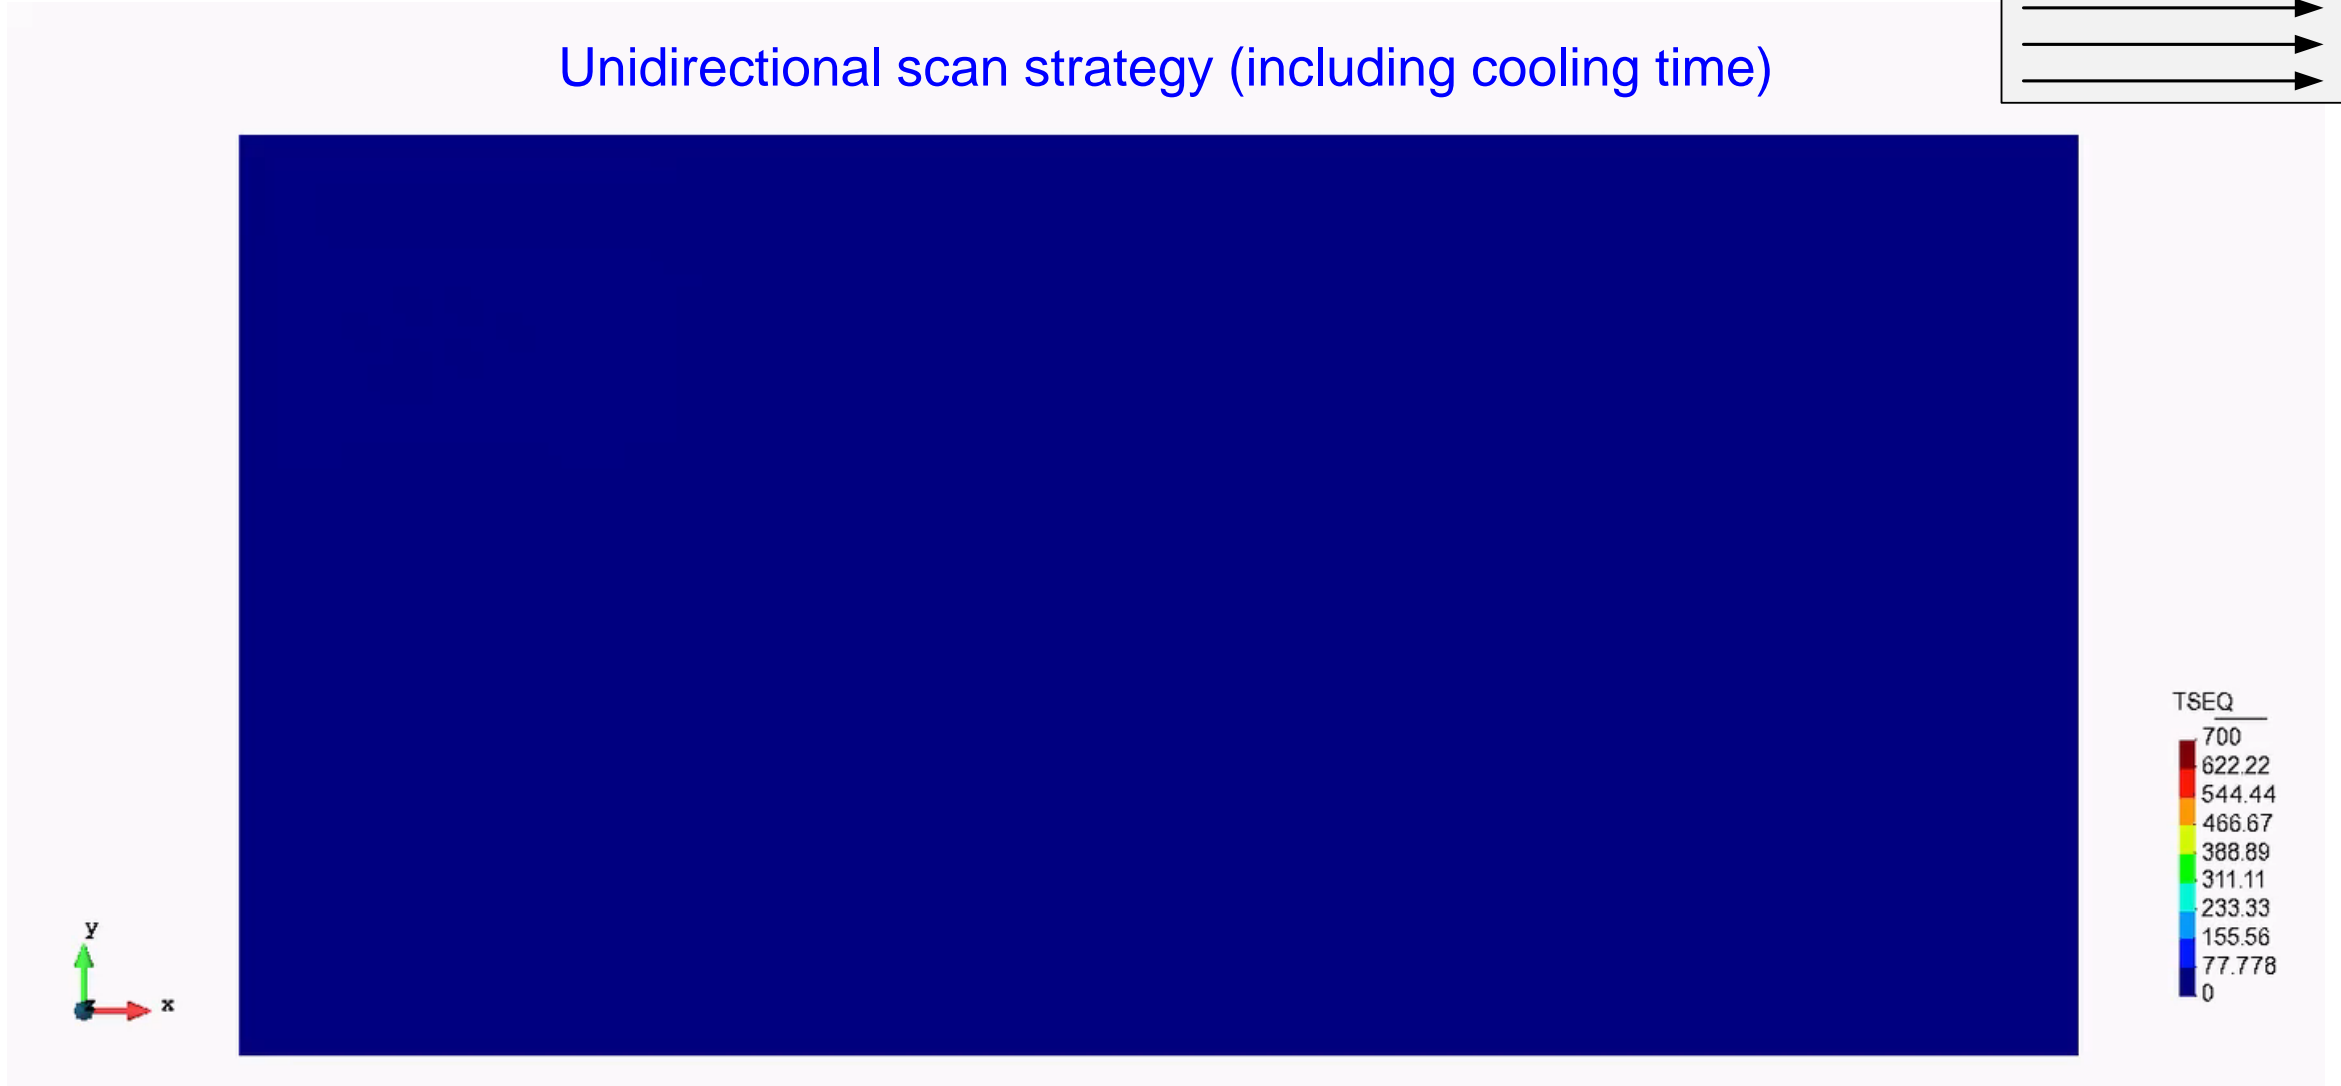 Unidirectional scan strategy (including cooling time)
TSEQ
700
622.22
544.44
466.67
388.89
311.11
233.33
155.56
77.778
0
y
x